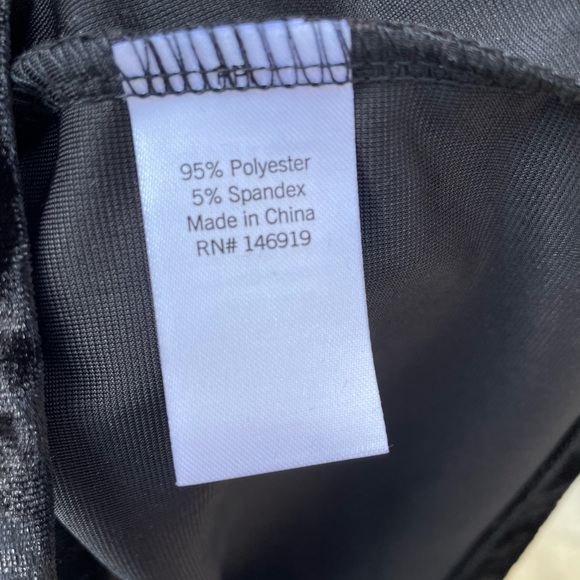 95% Polyester
5% Spandex
Made in China
RN# 146919